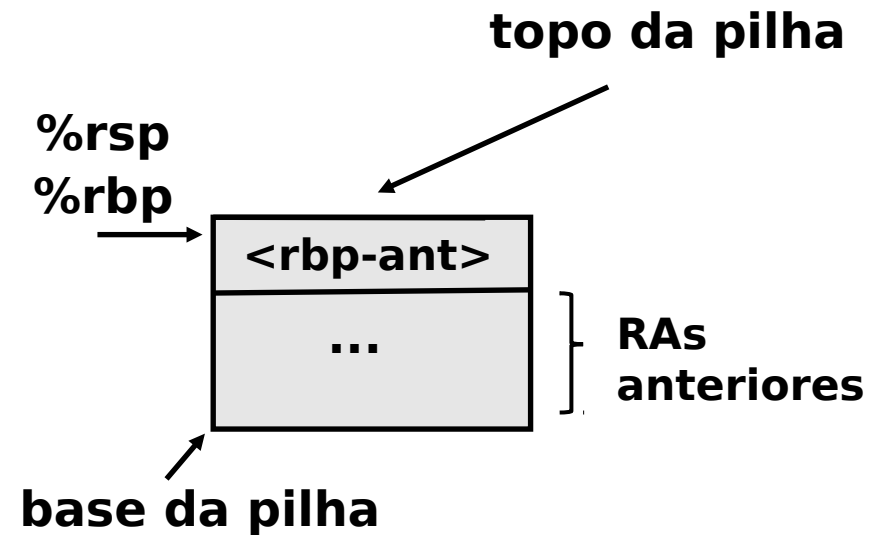 topo da pilha
%rsp
%rbp
<rbp-ant>
...
RAs
anteriores
base da pilha